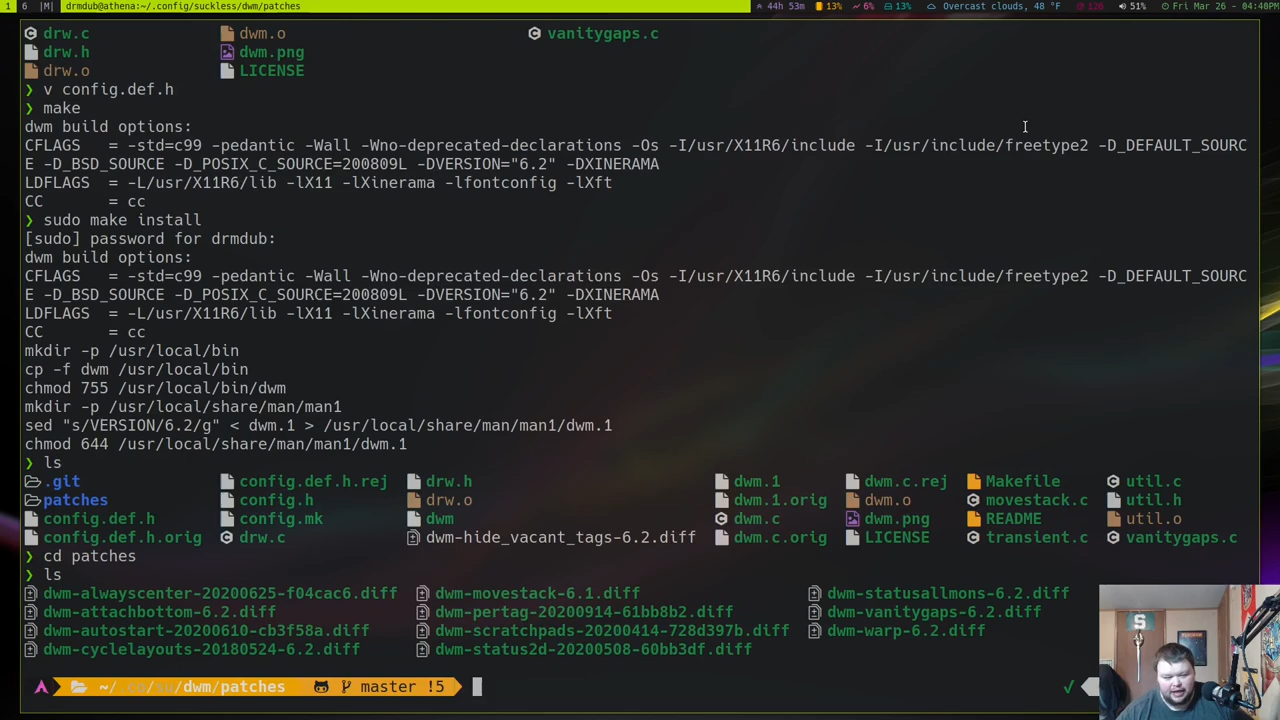 1 6 |M| drmdub@athena:~/.config/suckless/dwm/patches 44h 53m 13% 6% 13% Overcast clouds, 48 °F 120 51% Fri Mar 26 - 04:40PM
drw.c dwm.o vanitygaps.c
drw.h dwm.png
drw.o LICENSE
❯ v config.def.h
❯ make
dwm build options:
CFLAGS = -std=c99 -pedantic -Wall -Wno-deprecated-declarations -Os -I/usr/X11R6/include -I/usr/include/freetype2 -D_DEFAULT_SOURC
E -D_BSD_SOURCE -D_POSIX_C_SOURCE=200809L -DVERSION="6.2" -DXINERAMA
LDFLAGS = -L/usr/X11R6/lib -lX11 -lXinerama -lfontconfig -lXft
CC = cc
❯ sudo make install
[sudo] password for drmdub:
dwm build options:
CFLAGS = -std=c99 -pedantic -Wall -Wno-deprecated-declarations -Os -I/usr/X11R6/include -I/usr/include/freetype2 -D_DEFAULT_SOURC
E -D_BSD_SOURCE -D_POSIX_C_SOURCE=200809L -DVERSION="6.2" -DXINERAMA
LDFLAGS = -L/usr/X11R6/lib -lX11 -lXinerama -lfontconfig -lXft
CC = cc
mkdir -p /usr/local/bin
cp -f dwm /usr/local/bin
chmod 755 /usr/local/bin/dwm
mkdir -p /usr/local/share/man/man1
sed "s/VERSION/6.2/g" < dwm.1 > /usr/local/share/man/man1/dwm.1
chmod 644 /usr/local/share/man/man1/dwm.1
❯ ls
.git config.def.h.rej drw.h dwm.1 dwm.c.rej Makefile util.c
patches config.h drw.o dwm.1.orig dwm.o movestack.c util.h
config.def.h config.mk dwm dwm.c dwm.png README util.o
config.def.h.orig drw.c dwm-hide_vacant_tags-6.2.diff dwm.c.orig LICENSE transient.c vanitygaps.c
❯ cd patches
❯ ls
dwm-alwayscenter-20200625-f04cac6.diff dwm-movestack-6.1.diff dwm-statusallmons-6.2.diff
dwm-attachbottom-6.2.diff dwm-pertag-20200914-61bb8b2.diff dwm-vanitygaps-6.2.diff
dwm-autostart-20200610-cb3f58a.diff dwm-scratchpads-20200414-728d397b.diff dwm-warp-6.2.diff
dwm-cyclelayouts-20180524-6.2.diff dwm-status2d-20200508-60bb3df.diff
~/.co/su/dwm/patches master !5 ✓
S